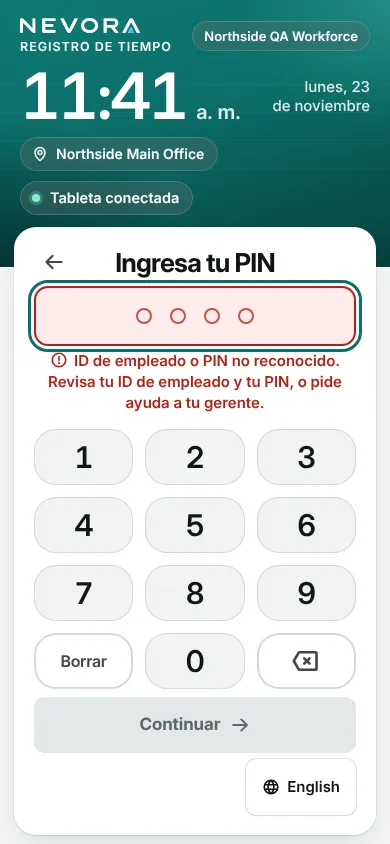 NEVORA
REGISTRO DE TIEMPO
Northside QA Workforce
11:41 a. m.
lunes, 23
de noviembre
Northside Main Office
Tableta conectada
Ingresa tu PIN
ID de empleado o PIN no reconocido.
Revisa tu ID de empleado y tu PIN, o pide
ayuda a tu gerente.
1 2 3
4 5 6
7 8 9
Borrar 0
Continuar
English